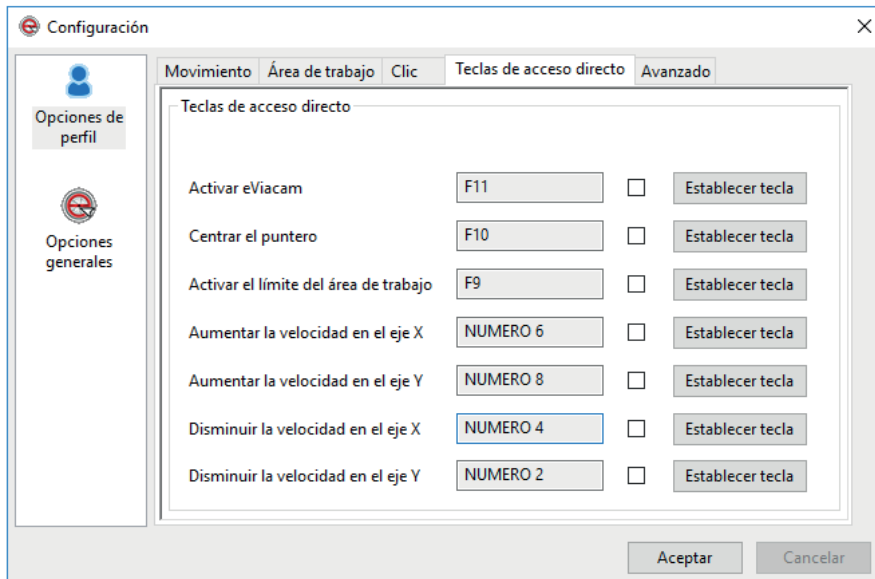 Configuración
Opciones de
perfil
Opciones
generales
Movimiento Área de trabajo Clic Teclas de acceso directo Avanzado
Teclas de acceso directo
Activar eViacam F11 Establecer tecla
Centrar el puntero F10 Establecer tecla
Activar el límite del área de trabajo F9 Establecer tecla
Aumentar la velocidad en el eje X NUMERO 6 Establecer tecla
Aumentar la velocidad en el eje Y NUMERO 8 Establecer tecla
Disminuir la velocidad en el eje X NUMERO 4 Establecer tecla
Disminuir la velocidad en el eje Y NUMERO 2 Establecer tecla
Aceptar Cancelar